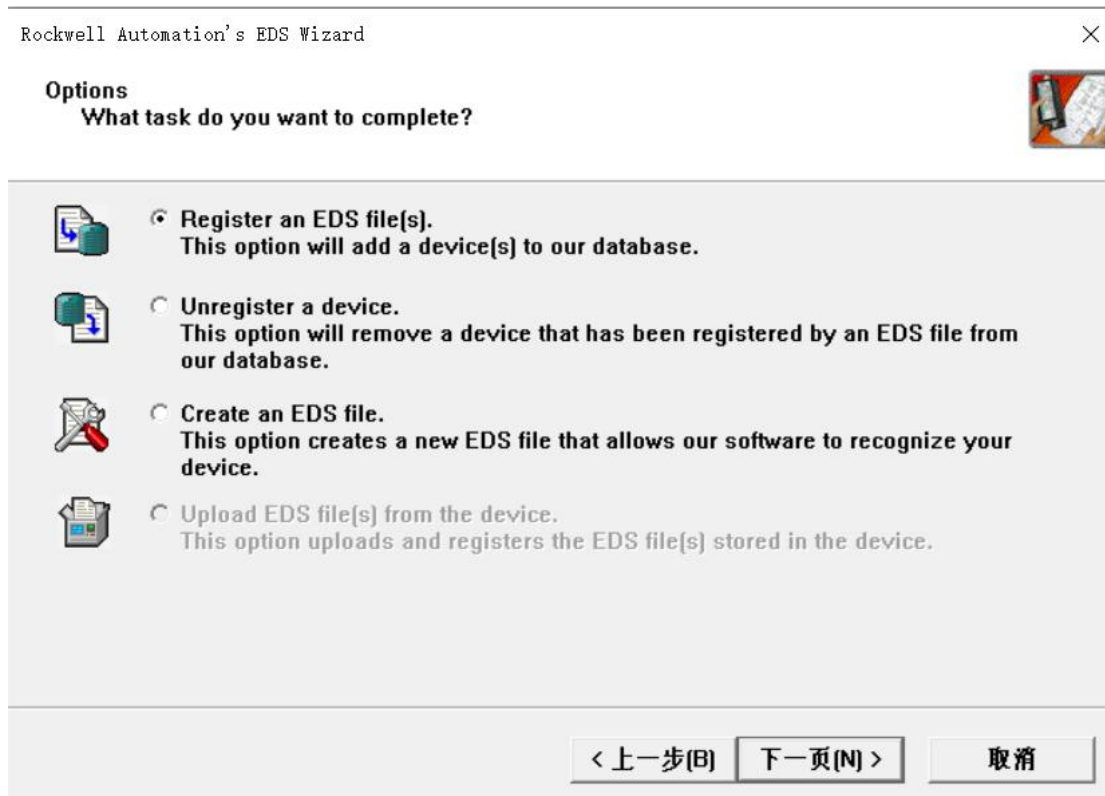 Rockwell Automation's EDS Wizard
Options
What task do you want to complete?
Register an EDS file(s).
This option will add a device(s) to our database.
Unregister a device.
This option will remove a device that has been registered by an EDS file from
our database.
Create an EDS file.
This option creates a new EDS file that allows our software to recognize your
device.
Upload EDS file(s) from the device.
This option uploads and registers the EDS file(s) stored in the device.
<上一步(B) 下一页(N)> 取消